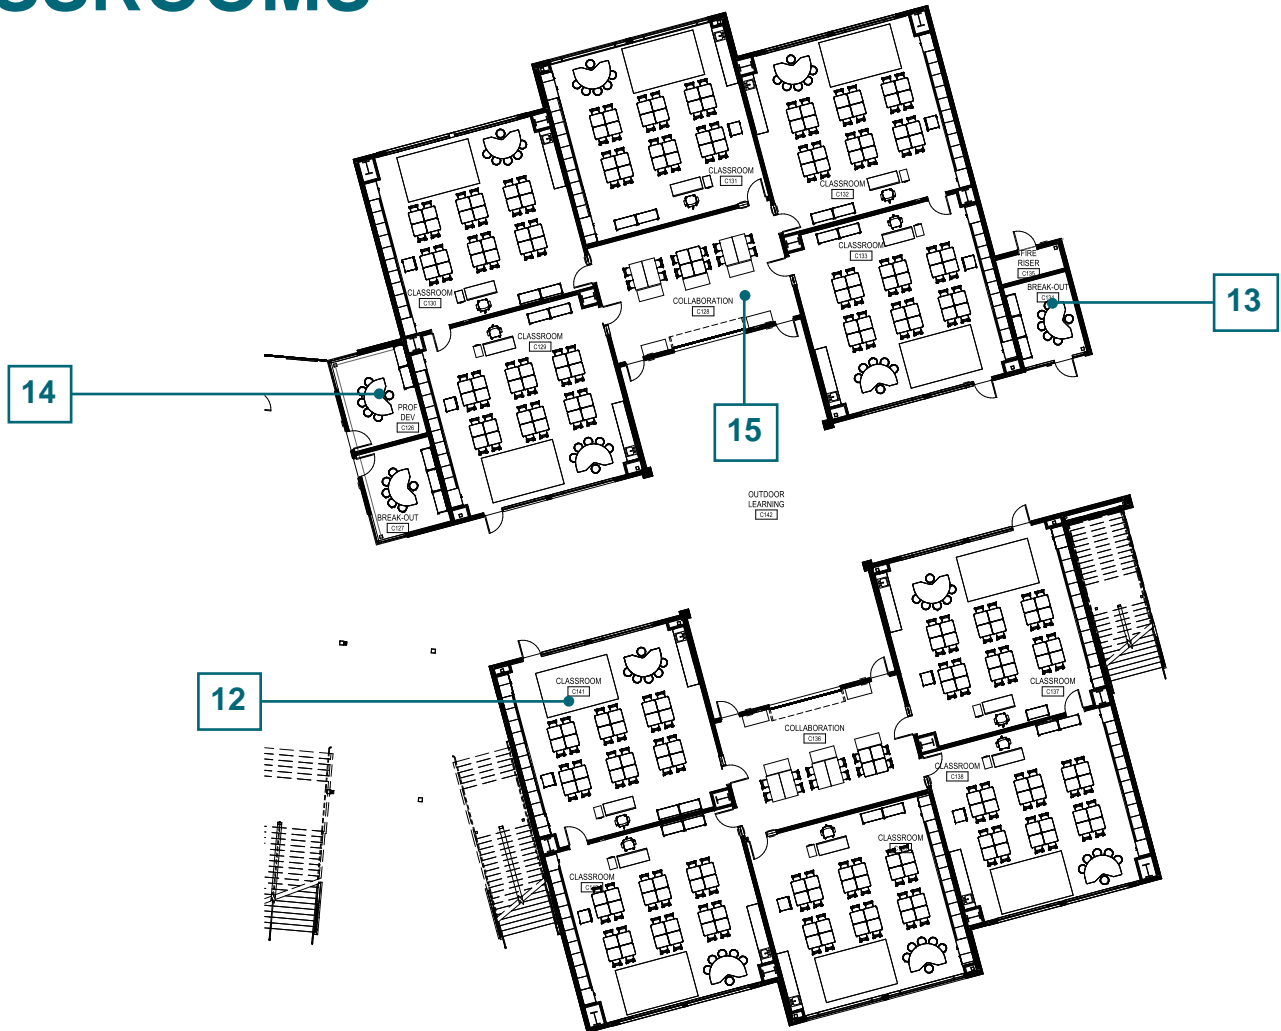 CLASSROOM
C131
CLASSROOM
C132
CLASSROOM
C133
FIRE
RISER
C135
BREAK-OUT
13
CLASSROOM
C130
COLLABORATION
C128
CLASSROOM
C129
14
PROF
DEV
C126
15
BREAK-OUT
C127
OUTDOOR
LEARNING
C142
12
CLASSROOM
C141
CLASSROOM
C137
COLLABORATION
C136
CLASSROOM
C138
CLASSROOM
CLASSROOM